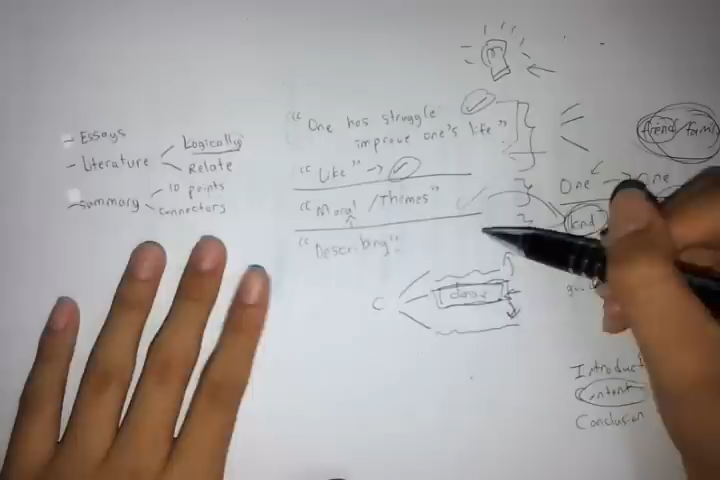 - Essays
- Literature
Logically
Relate
- Summary
10 points
connectors
"One has struggle
improve one's life".
"Like" →
"Moral / Themes"
"Describing".
C
One → One
kind
friend / family
Introduct
Content
Conclusion